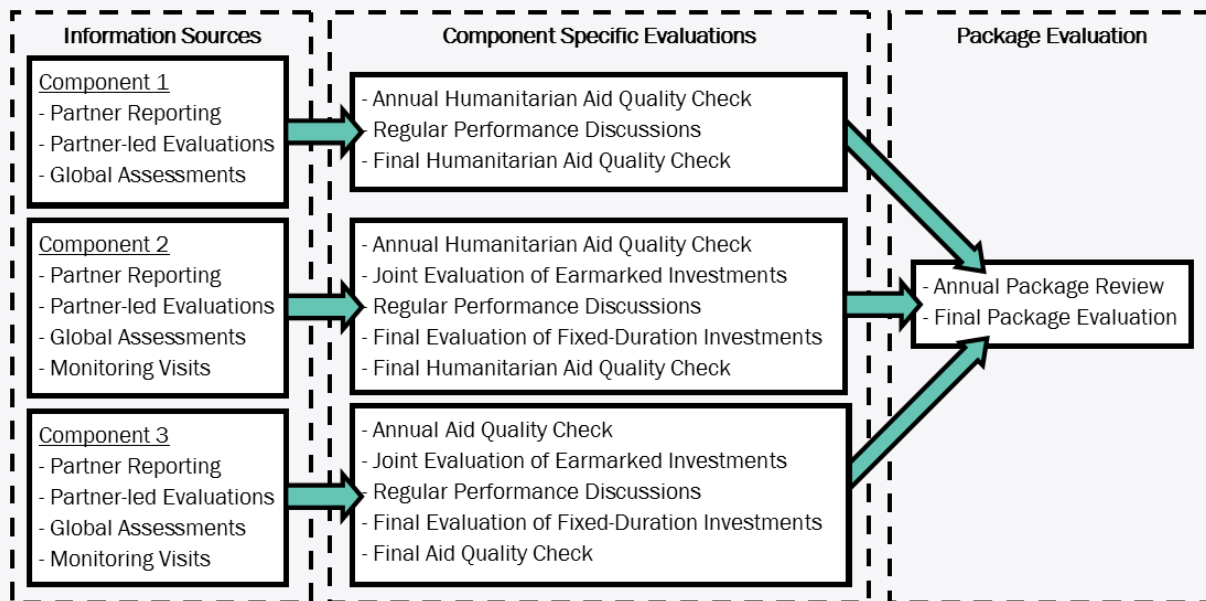 Information Sources
Component 1
- Partner Reporting
- Partner-led Evaluations
- Global Assessments
Component 2
- Partner Reporting
- Partner-led Evaluations
- Global Assessments
- Monitoring Visits
Component 3
- Partner Reporting
- Partner-led Evaluations
- Global Assessments
- Monitoring Visits
Component Specific Evaluations
- Annual Humanitarian Aid Quality Check
- Regular Performance Discussions
- Final Humanitarian Aid Quality Check
- Annual Humanitarian Aid Quality Check
- Joint Evaluation of Earmarked Investments
- Regular Performance Discussions
- Final Evaluation of Fixed-Duration Investments
- Final Humanitarian Aid Quality Check
- Annual Aid Quality Check
- Joint Evaluation of Earmarked Investments
- Regular Performance Discussions
- Final Evaluation of Fixed-Duration Investments
- Final Aid Quality Check
Package Evaluation
- Annual Package Review
- Final Package Evaluation